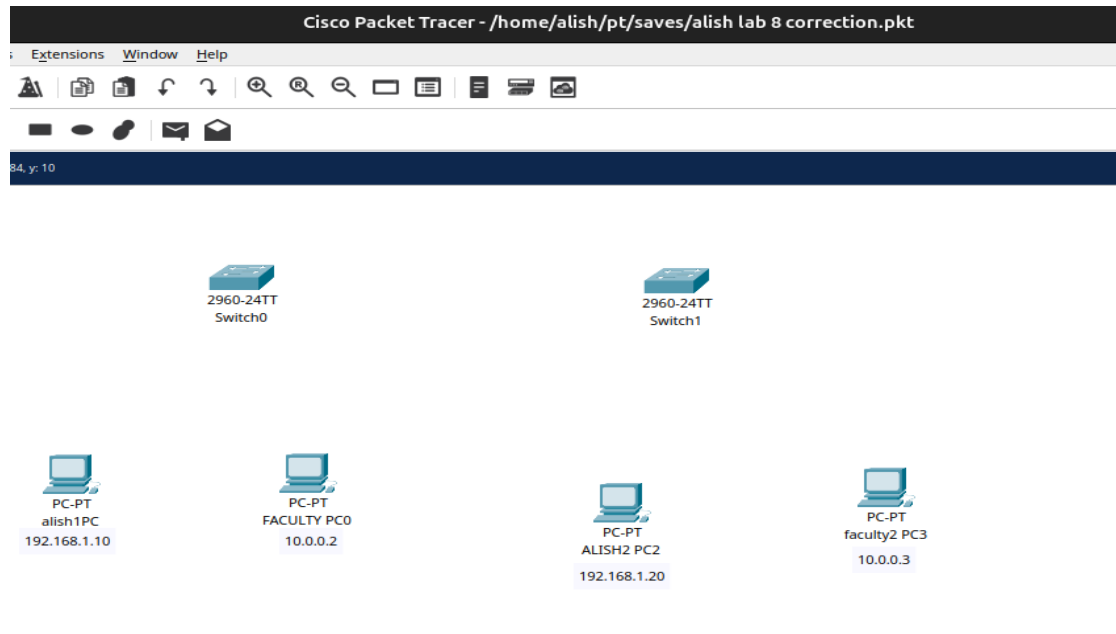 Cisco Packet Tracer - /home/alish/pt/saves/alish lab 8 correction.pkt
Extensions Window Help
84, y: 10
2960-24TT
Switch0
2960-24TT
Switch1
PC-PT
alish1PC
192.168.1.10
PC-PT
FACULTY PC0
10.0.0.2
PC-PT
ALISH2 PC2
192.168.1.20
PC-PT
faculty2 PC3
10.0.0.3